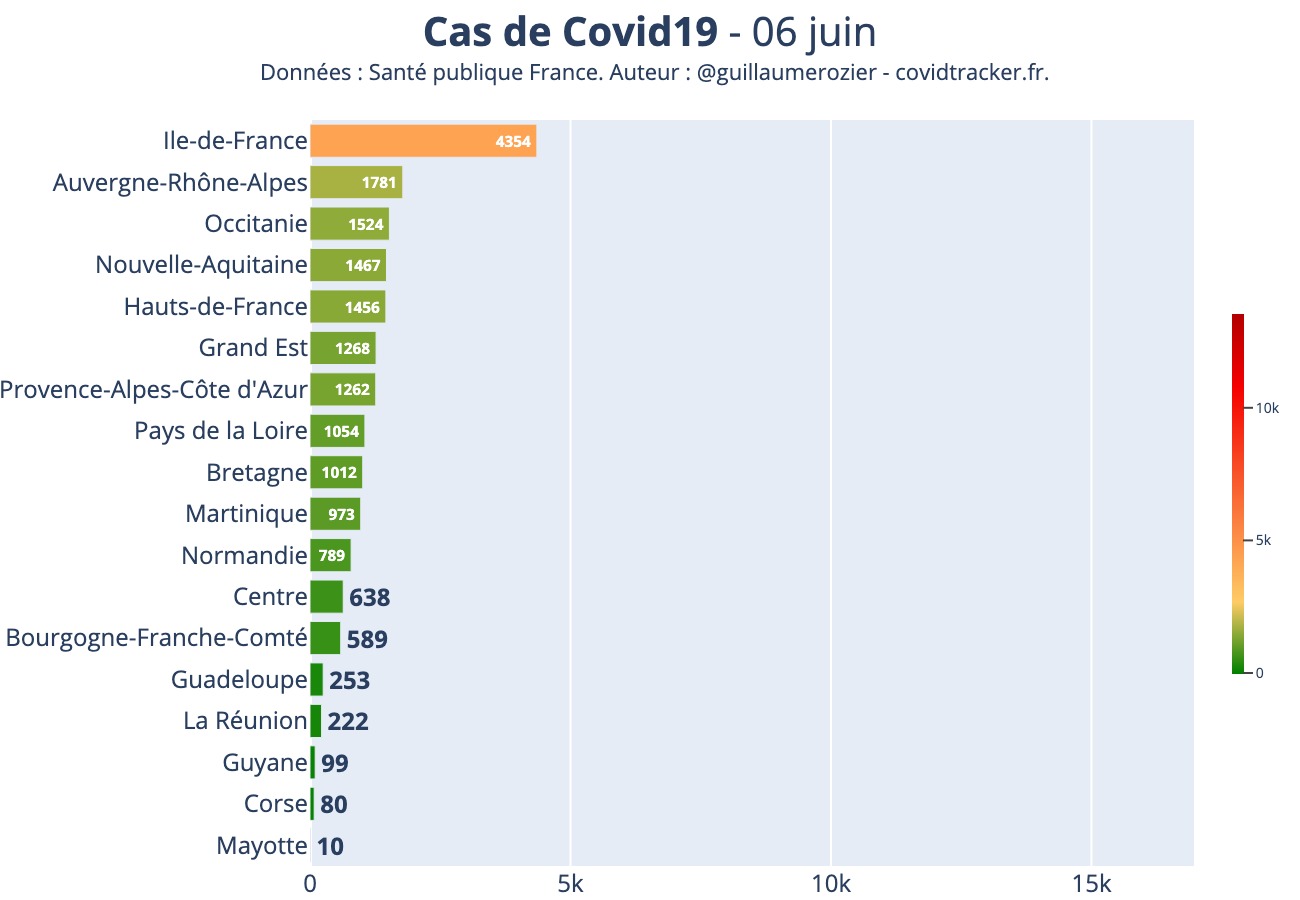 Cas de Covid19 - 06 juin
Données : Santé publique France. Auteur : @guillaumerozier - covidtracker.fr.
Ile-de-France 4354
Auvergne-Rhône-Alpes 1781
Occitanie 1524
Nouvelle-Aquitaine 1467
Hauts-de-France 1456
Grand Est 1268
Provence-Alpes-Côte d'Azur 1262
Pays de la Loire 1054
Bretagne 1012
Martinique 973
Normandie 789
Centre 638
Bourgogne-Franche-Comté 589
Guadeloupe 253
La Réunion 222
Guyane 99
Corse 80
Mayotte 10
0 5k 10k 15k
10k
5k
0